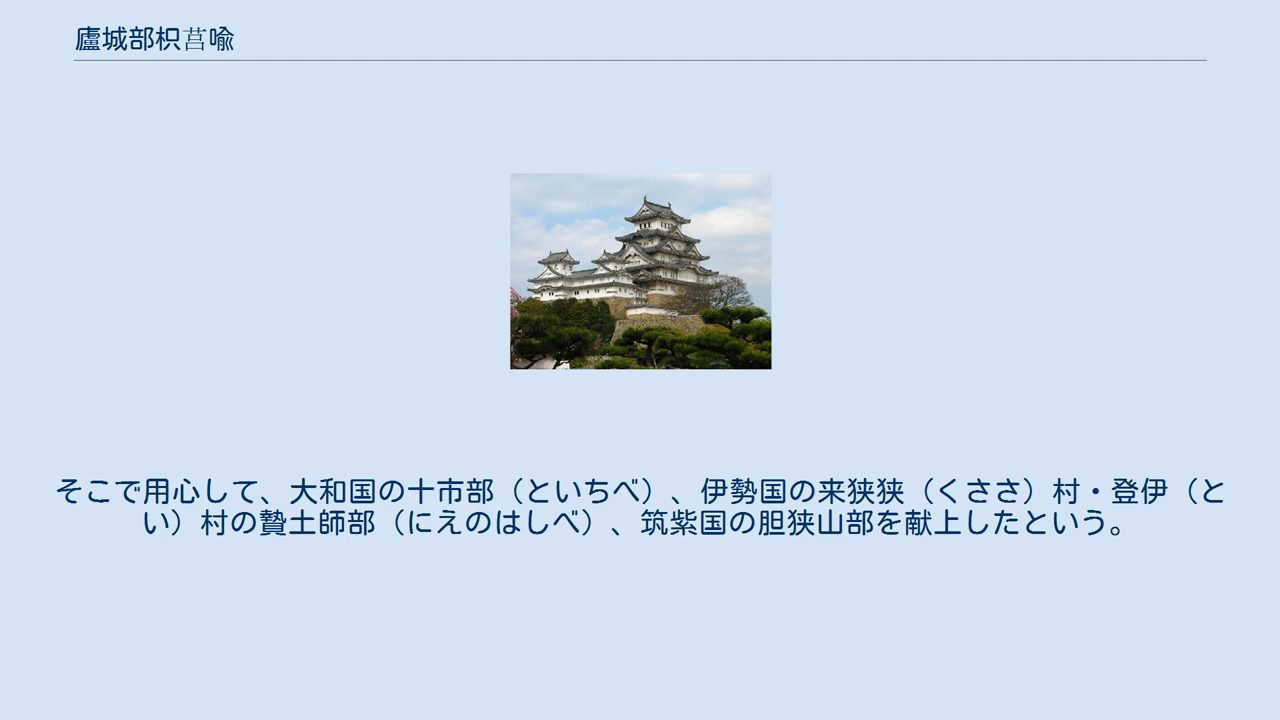 廬城部枳莒喩
そこで用心して、大和国の十市部（といちべ）、伊勢国の来狭狭（くささ）村・登伊（と
い）村の贄土師部（にえのはしべ）、筑紫国の胆狭山部を献上したという。